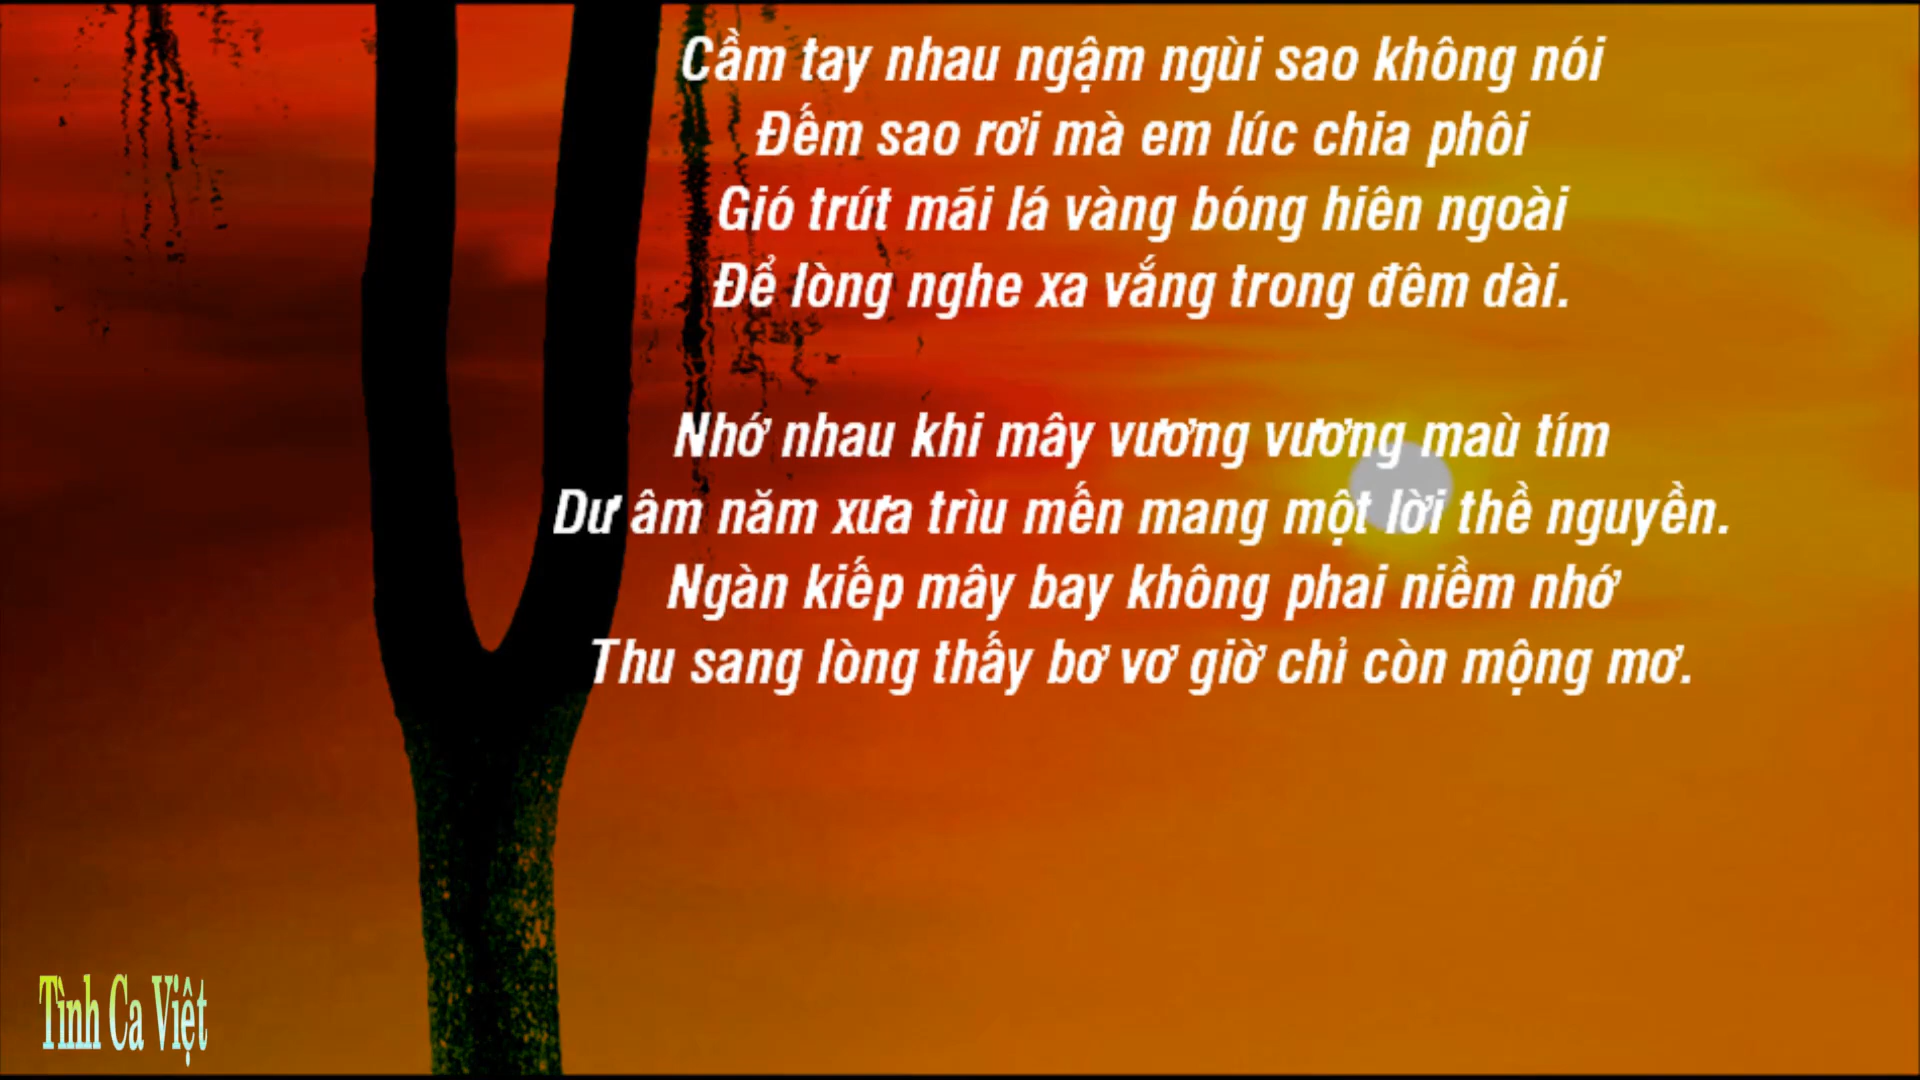 Cầm tay nhau ngậm ngùi sao không nói
Đếm sao rơi mà em lúc chia phôi
Gió trút mãi lá vàng bóng hiên ngoài
Để lòng nghe xa vắng trong đêm dài.
Nhớ nhau khi mây vương vương maù tím
Dư âm năm xưa trìu mến mang một lời thề nguyền.
Ngàn kiếp mây bay không phai niềm nhớ
Thu sang lòng thấy bơ vơ giờ chỉ còn mộng mơ.
Tình Ca Việt